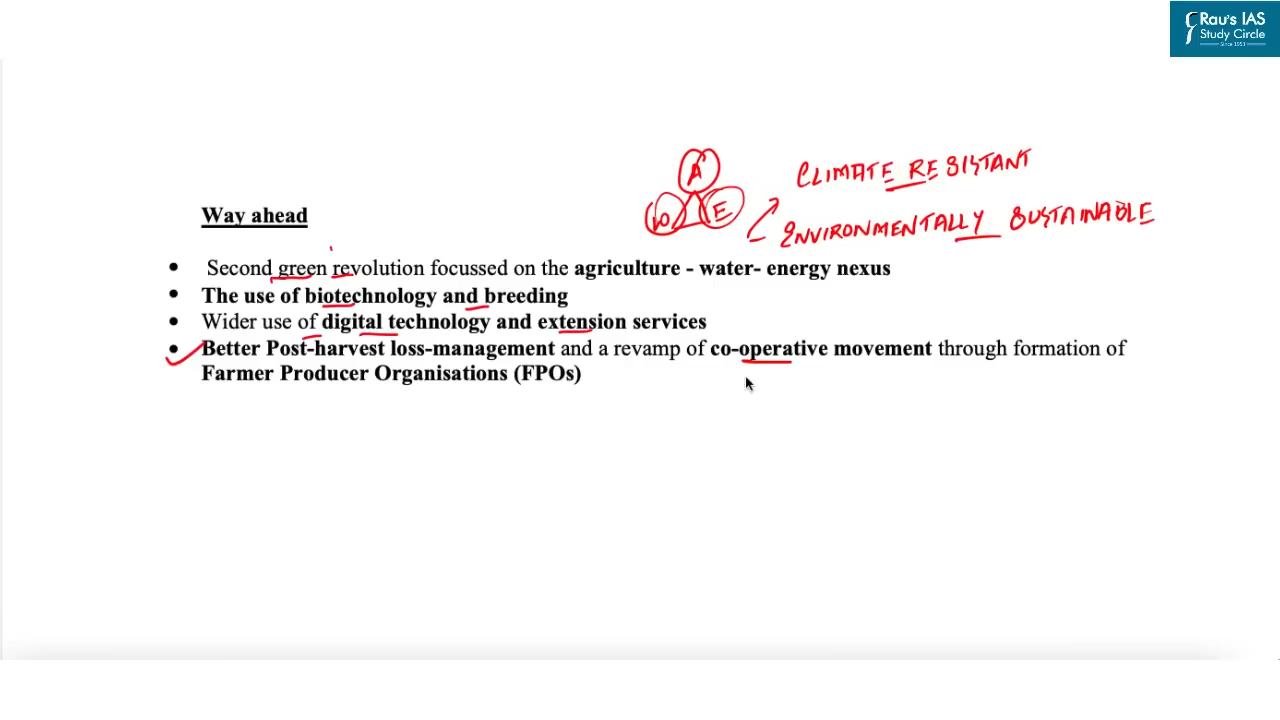 Rau's IAS
Study Circle
Since 1953
A
CLIMATE RESISTANT
W E
ENVIRONMENTALLY SUSTAINABLE
Way ahead
• Second green revolution focussed on the agriculture - water- energy nexus
• The use of biotechnology and breeding
• Wider use of digital technology and extension services
• Better Post-harvest loss-management and a revamp of co-operative movement through formation of
Farmer Producer Organisations (FPOs)